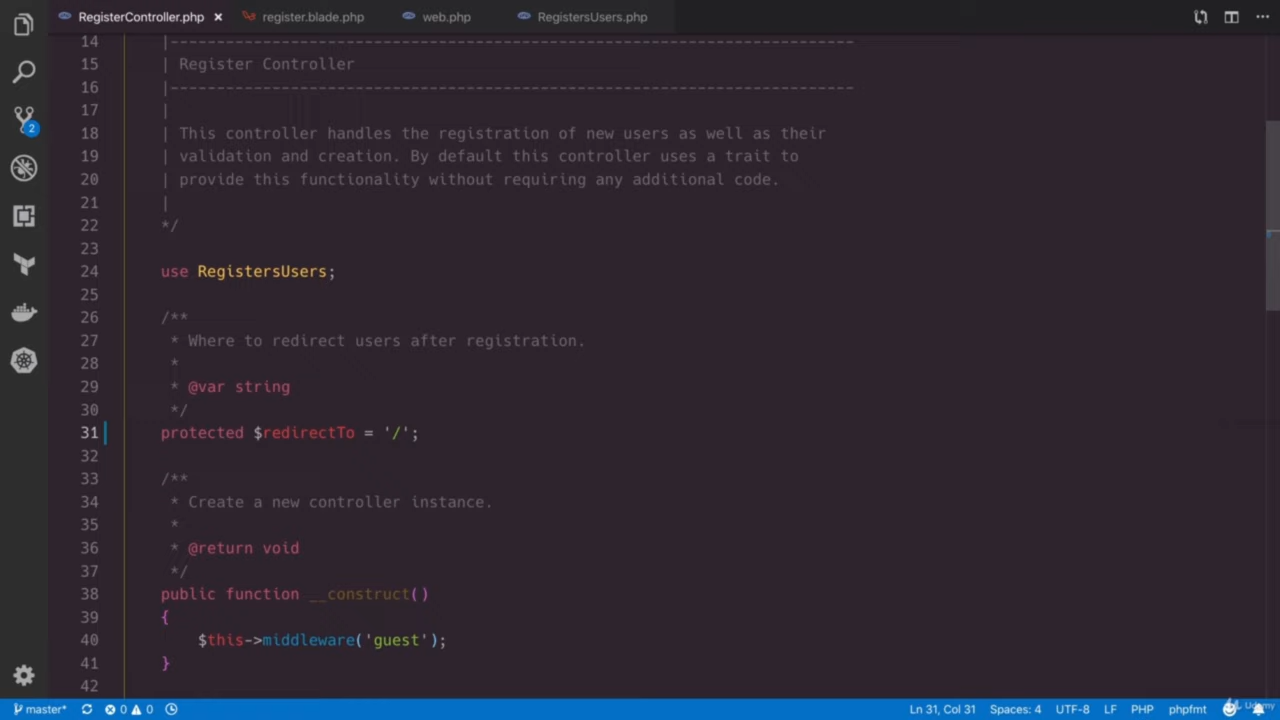 RegisterController.php × register.blade.php web.php RegistersUsers.php
14 |--------------------------------------------------------------------------
15 | Register Controller
16 |--------------------------------------------------------------------------
17 |
18 | This controller handles the registration of new users as well as their
19 | validation and creation. By default this controller uses a trait to
20 | provide this functionality without requiring any additional code.
21 |
22 */
23
24 use RegistersUsers;
25
26 /**
27 * Where to redirect users after registration.
28 *
29 * @var string
30 */
31 protected $redirectTo = '/';
32
33 /**
34 * Create a new controller instance.
35 *
36 * @return void
37 */
38 public function __construct()
39 {
40 $this->middleware('guest');
41 }
42
2
master* 0 0 Ln 31, Col 31 Spaces: 4 UTF-8 LF PHP phpfmt Udemy